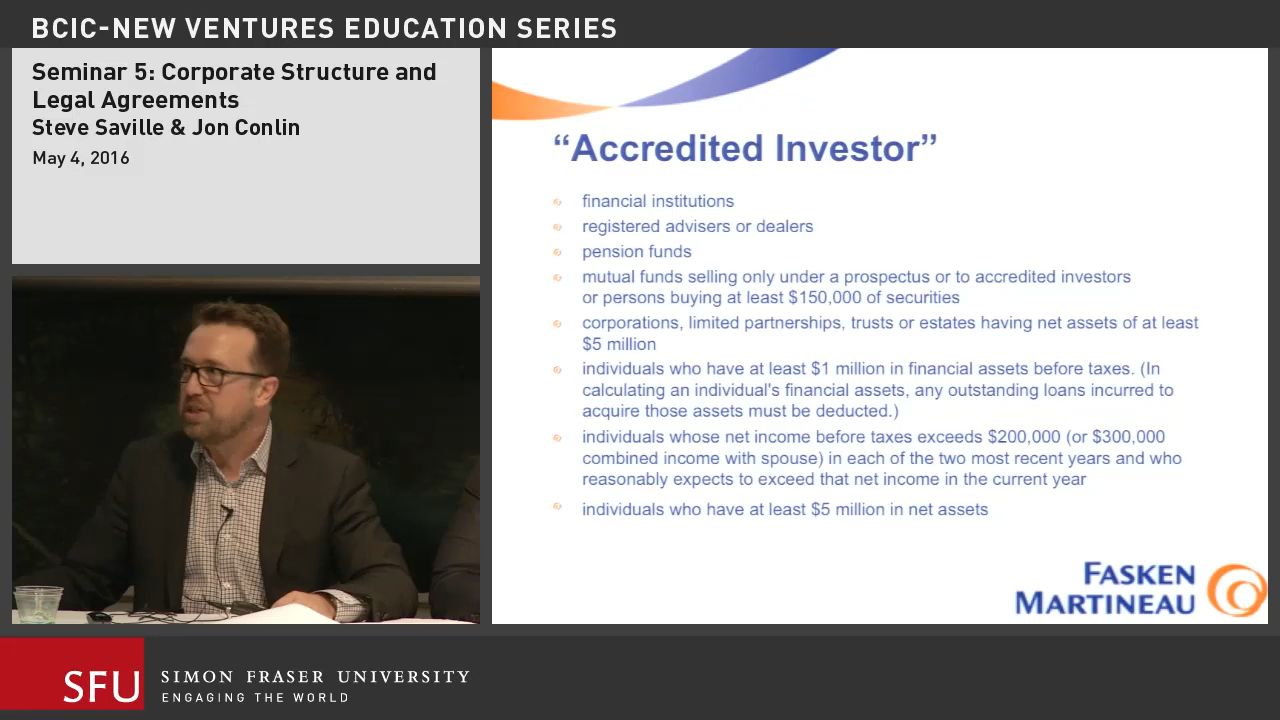 BCIC-NEW VENTURES EDUCATION SERIES
Seminar 5: Corporate Structure and
Legal Agreements
Steve Saville & Jon Conlin
May 4, 2016
“Accredited Investor”
financial institutions
registered advisers or dealers
pension funds
mutual funds selling only under a prospectus or to accredited investors
or persons buying at least $150,000 of securities
corporations, limited partnerships, trusts or estates having net assets of at least
$5 million
individuals who have at least $1 million in financial assets before taxes. (In
calculating an individual's financial assets, any outstanding loans incurred to
acquire those assets must be deducted.)
individuals whose net income before taxes exceeds $200,000 (or $300,000
combined income with spouse) in each of the two most recent years and who
reasonably expects to exceed that net income in the current year
individuals who have at least $5 million in net assets
FASKEN
MARTINEAU
SFU
SIMON FRASER UNIVERSITY
ENGAGING THE WORLD